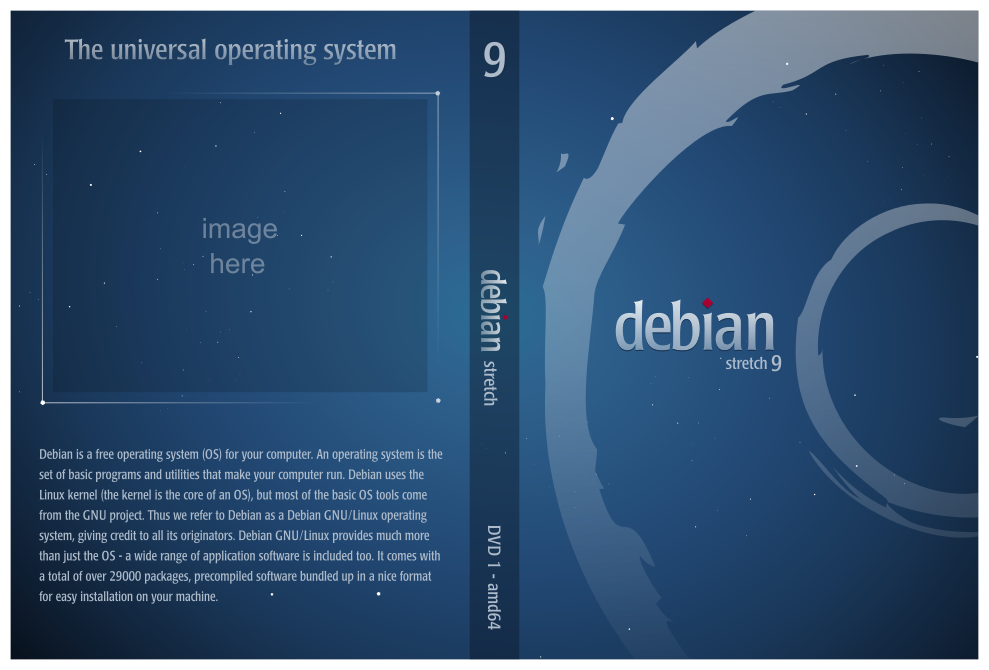 The universal operating system
image
here
Debian is a free operating system (OS) for your computer. An operating system is the
set of basic programs and utilities that make your computer run. Debian uses the
Linux kernel (the kernel is the core of an OS), but most of the basic OS tools come
from the GNU project. Thus we refer to Debian as a Debian GNU/Linux operating
system, giving credit to all its originators. Debian GNU/Linux provides much more
than just the OS - a wide range of application software is included too. It comes with
a total of over 29000 packages, precompiled software bundled up in a nice format
for easy installation on your machine.
9
debian stretch
DVD 1 - amd64
debian
stretch 9